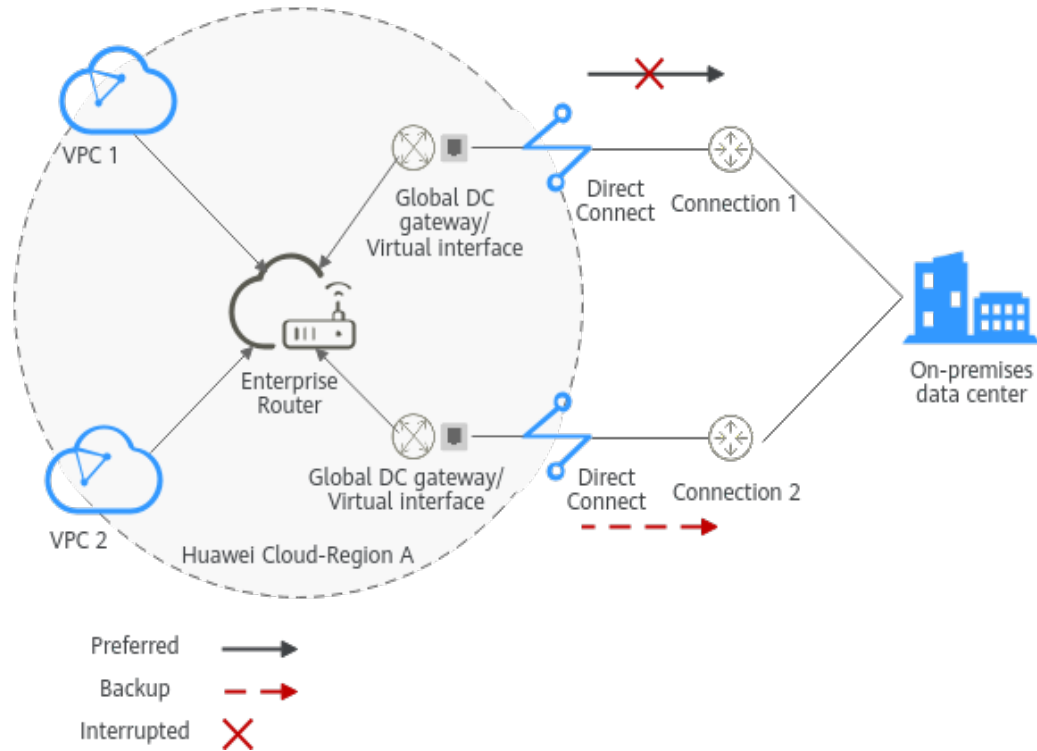 VPC 1
Global DC
gateway/
Virtual interface
Direct
Connect
Connection 1
Enterprise
Router
On-premises
data center
Global DC gateway/
Virtual interface
Direct
Connect
Connection 2
VPC 2
Huawei Cloud-Region A
Preferred
Backup
Interrupted